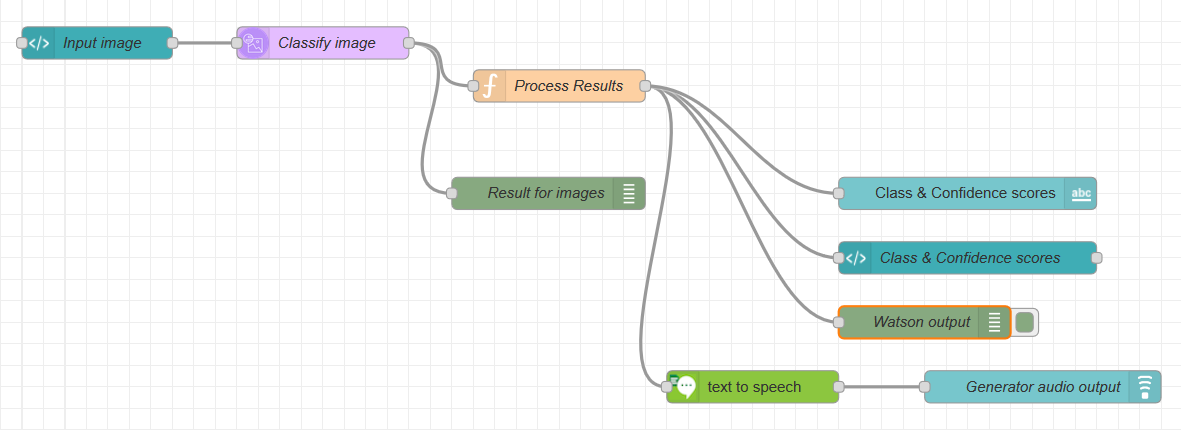 Input image
Classify image
Process Results
Result for images
Class & Confidence scores
abc
Class & Confidence scores
Watson output
text to speech
Generator audio output